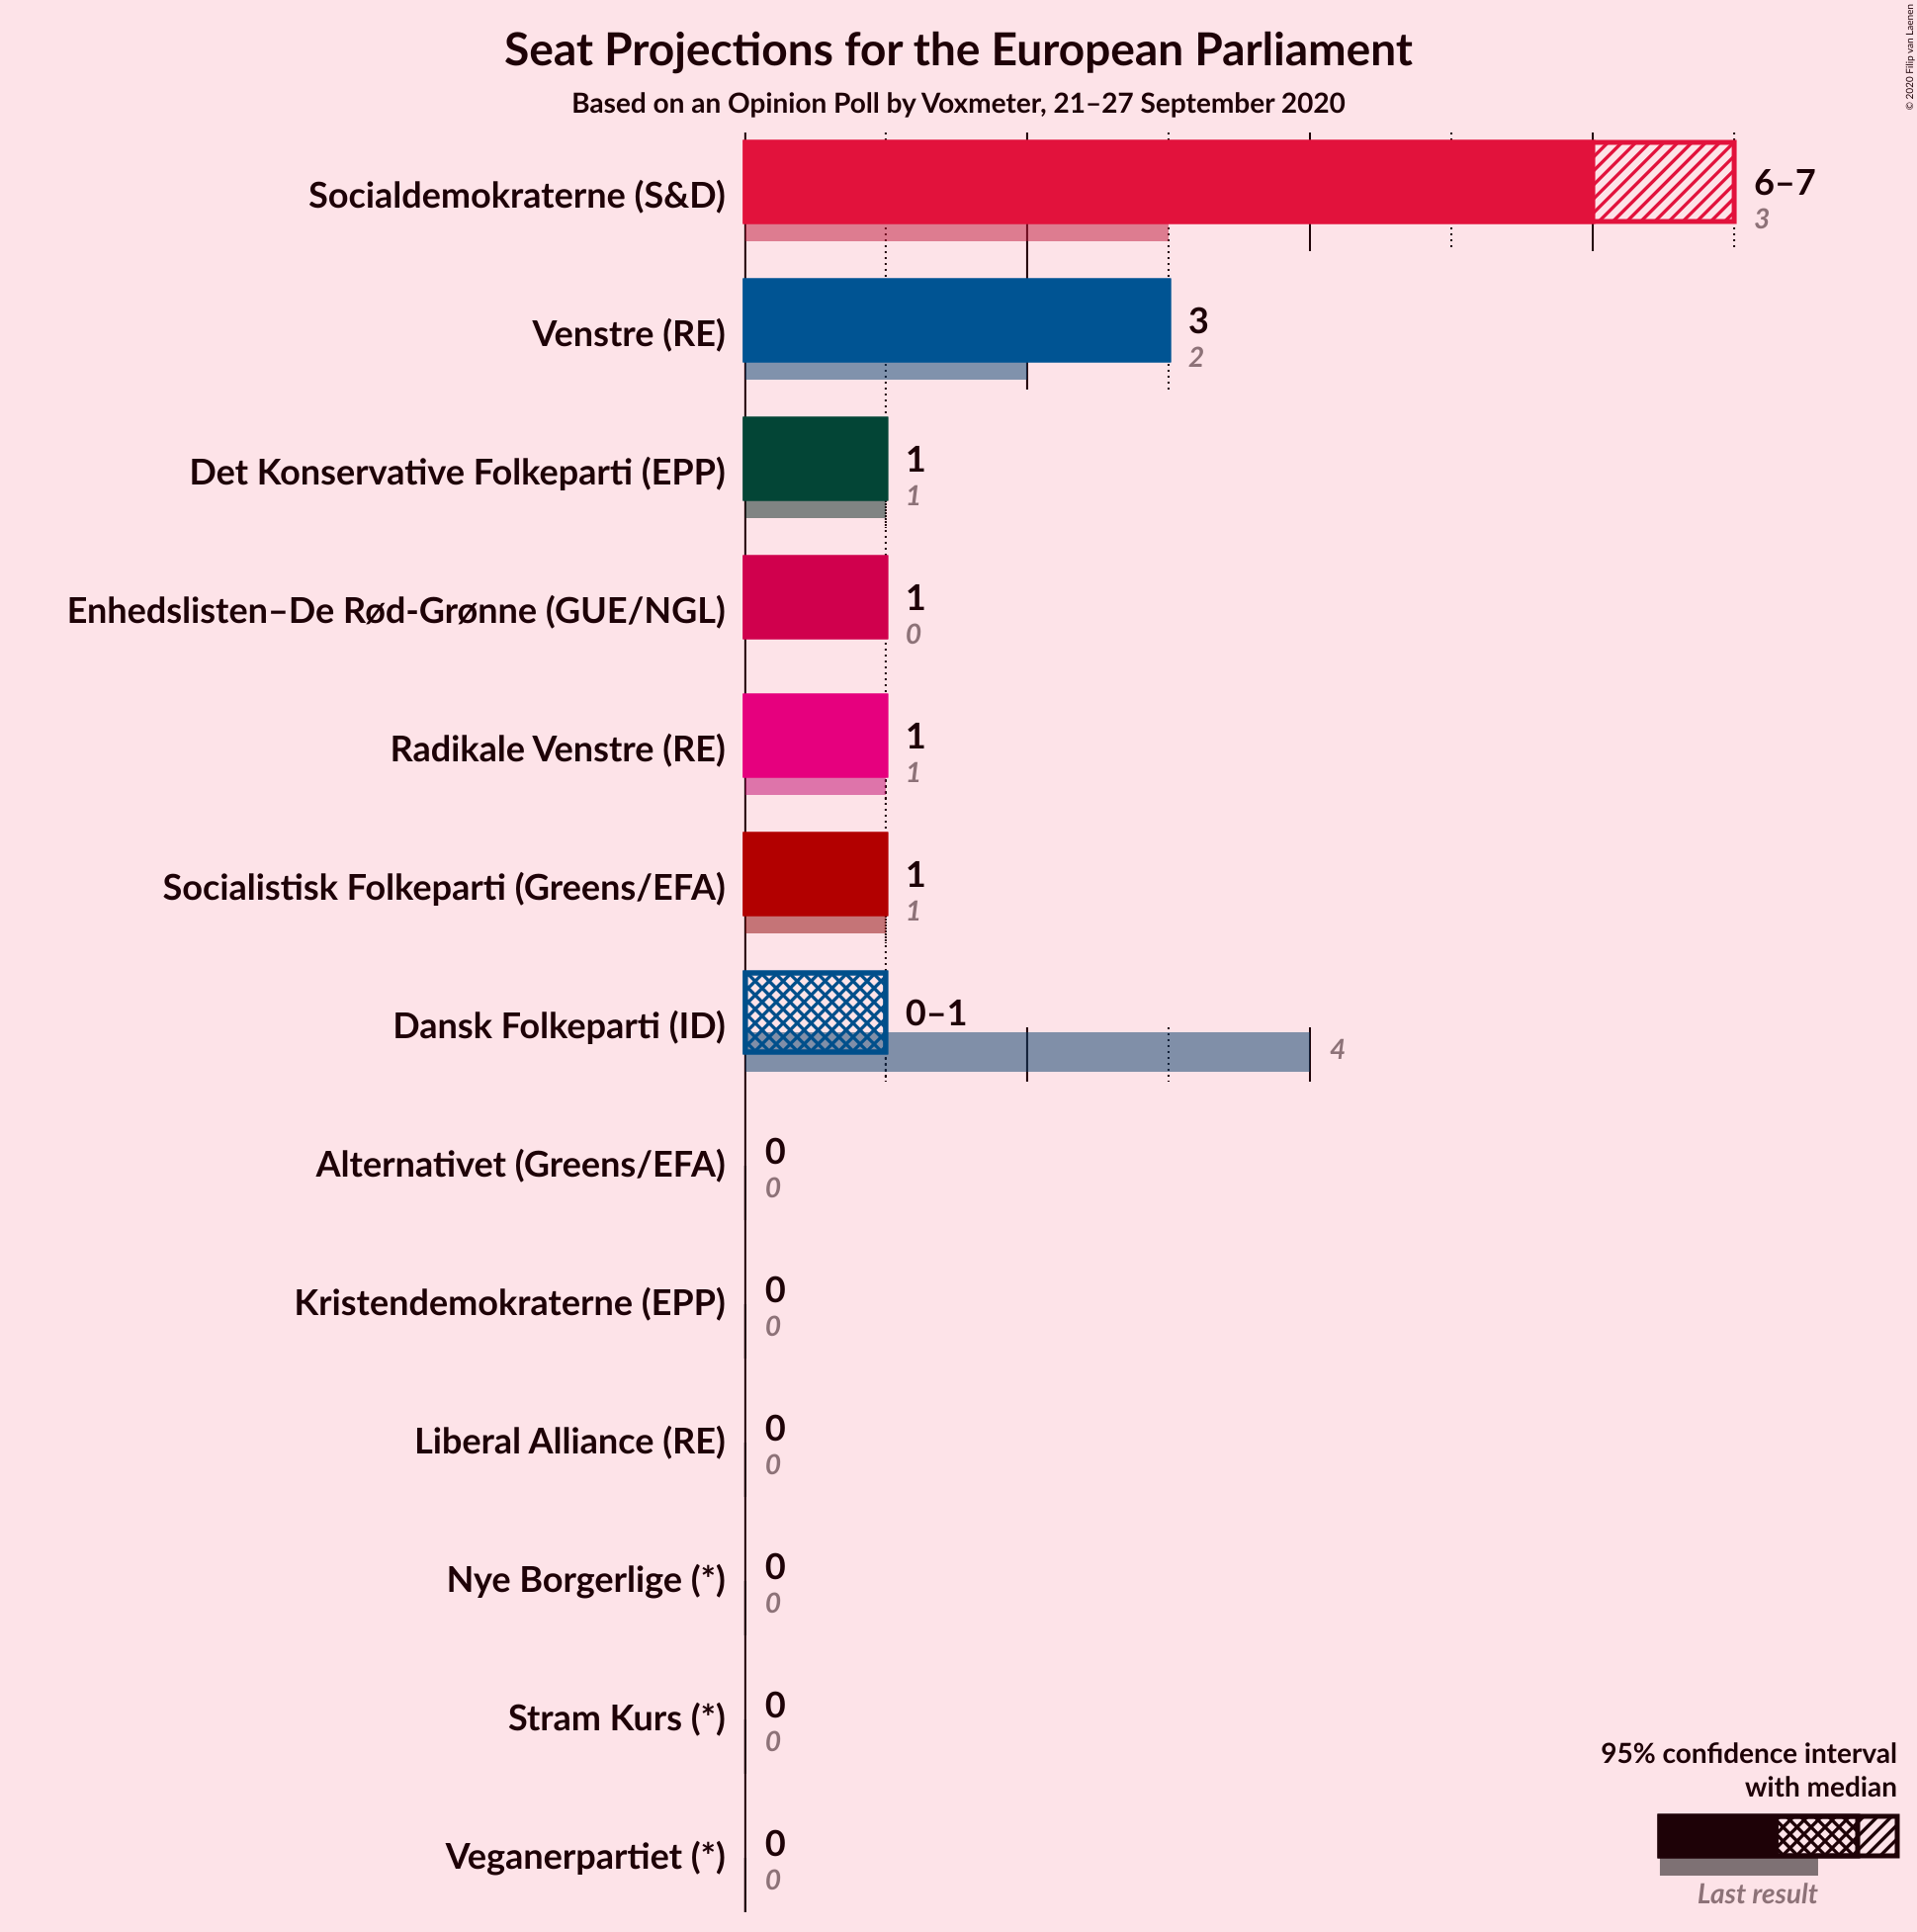 Seat Projections for the European Parliament
Based on an Opinion Poll by Voxmeter, 21–27 September 2020
© 2020 Filip van Laenen
Socialdemokraterne (S&D)
6–7
3
Venstre (RE)
3
2
Det Konservative Folkeparti (EPP)
1
1
Enhedslisten–De Rød-Grønne (GUE/NGL)
1
0
Radikale Venstre (RE)
1
1
Socialistisk Folkeparti (Greens/EFA)
1
1
Dansk Folkeparti (ID)
0–1
4
Alternativet (Greens/EFA)
0
0
Kristendemokraterne (EPP)
0
0
Liberal Alliance (RE)
0
0
Nye Borgerlige (*)
0
0
Stram Kurs (*)
0
0
Veganerpartiet (*)
0
0
95% confidence interval
with median
Last result